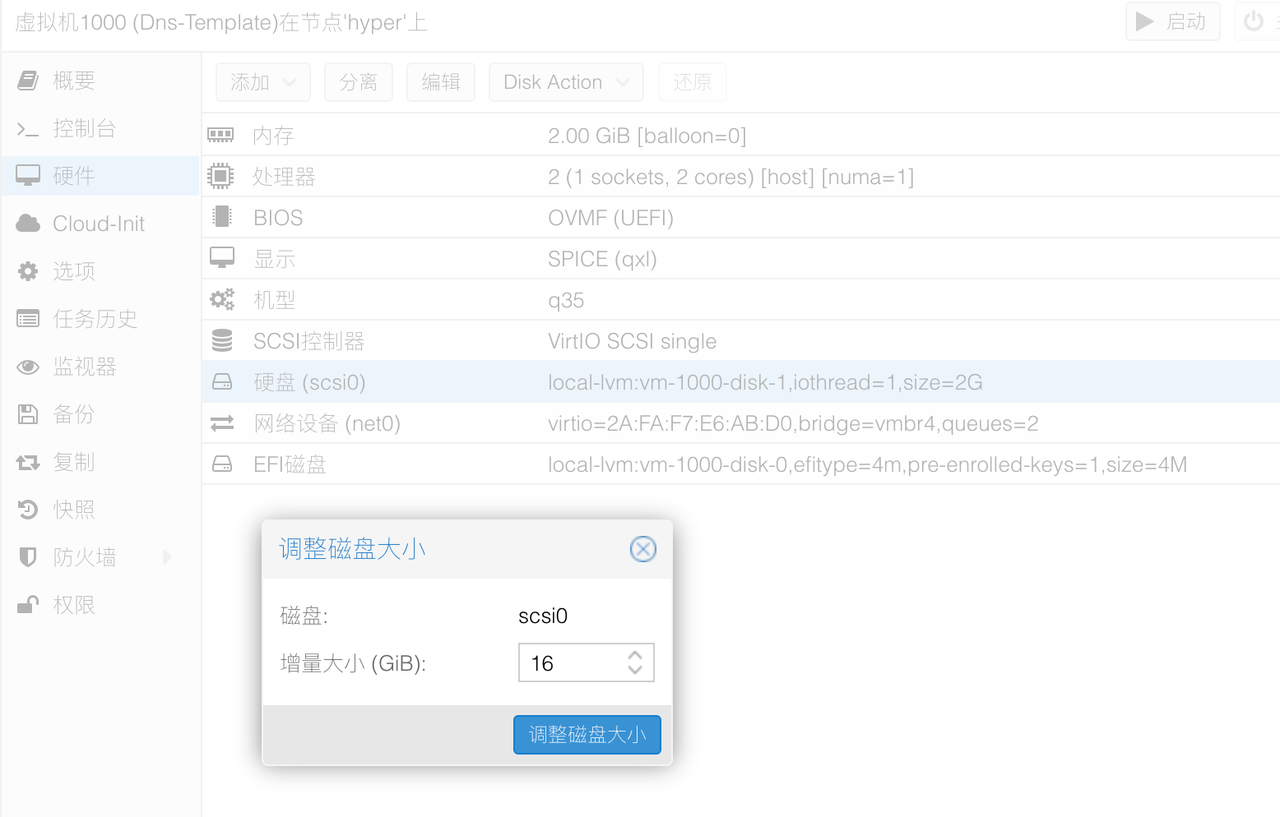 虚拟机1000 (Dns-Template)在节点'hyper'上
启动
概要
控制台
硬件
Cloud-Init
选项
任务历史
监视器
备份
复制
快照
防火墙
权限
添加 分离 编辑 Disk Action 还原
内存 2.00 GiB [balloon=0]
处理器 2 (1 sockets, 2 cores) [host] [numa=1]
BIOS OVMF (UEFI)
显示 SPICE (qxl)
机型 q35
SCSI控制器 VirtIO SCSI single
硬盘 (scsi0) local-lvm:vm-1000-disk-1,iothread=1,size=2G
网络设备 (net0) virtio=2A:FA:F7:E6:AB:D0,bridge=vmbr4,queues=2
EFI磁盘 local-lvm:vm-1000-disk-0,efitype=4m,pre-enrolled-keys=1,size=4M
调整磁盘大小
磁盘: scsi0
增量大小 (GiB): 16
调整磁盘大小